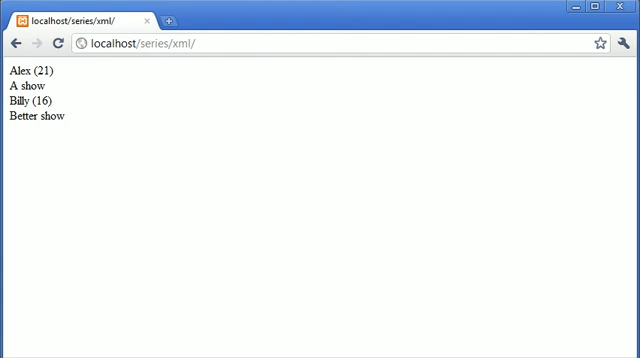 localhost/series/xml/
localhost/series/xml/
Alex (21)
A show
Billy (16)
Better show